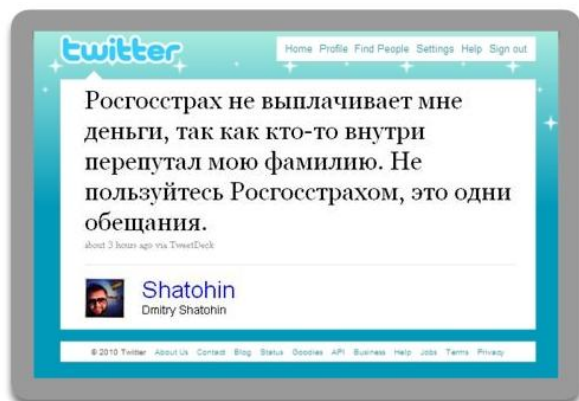 twitter
Home Profile Find People Settings Help Sign out
Росгосстрах не выплачивает мне
деньги, так как кто-то внутри
перепутал мою фамилию. Не
пользуйтесь Росгосстрахом, это одни
обещания.
about 3 hours ago via TweetDeck
Shatohin
Dmitry Shatohin
© 2010 Twitter About Us Contact Blog Status Goodies API Business Help Jobs Terms Privacy